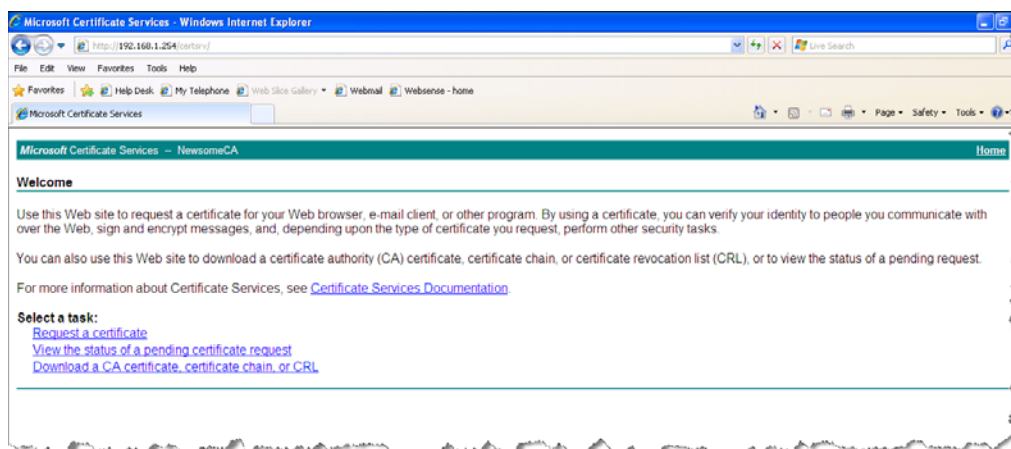 Microsoft Certificate Services - Windows Internet Explorer
http://192.168.1.254/certsrv/
Live Search
File Edit View Favorites Tools Help
Favorites Help Desk My Telephone Web Slice Gallery Webmail Websense - home
Microsoft Certificate Services
Page Safety Tools
Microsoft Certificate Services -- NewsomeCA Home
Welcome
Use this Web site to request a certificate for your Web browser, e-mail client, or other program. By using a certificate, you can verify your identity to people you communicate with
over the Web, sign and encrypt messages, and, depending upon the type of certificate you request, perform other security tasks.
You can also use this Web site to download a certificate authority (CA) certificate, certificate chain, or certificate revocation list (CRL), or to view the status of a pending request.
For more information about Certificate Services, see Certificate Services Documentation.
Select a task:
Request a certificate
View the status of a pending certificate request
Download a CA certificate, certificate chain, or CRL